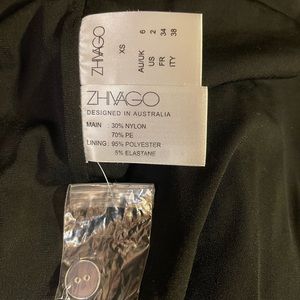 ZHIVAGO
XS
AU/UK 6
US 2
FR 34
ITY 38
ZHIVAGO
DESIGNED IN AUSTRALIA
MAIN : 30% NYLON
70% PE
LINING: 95% POLYESTER
5% ELASTANE